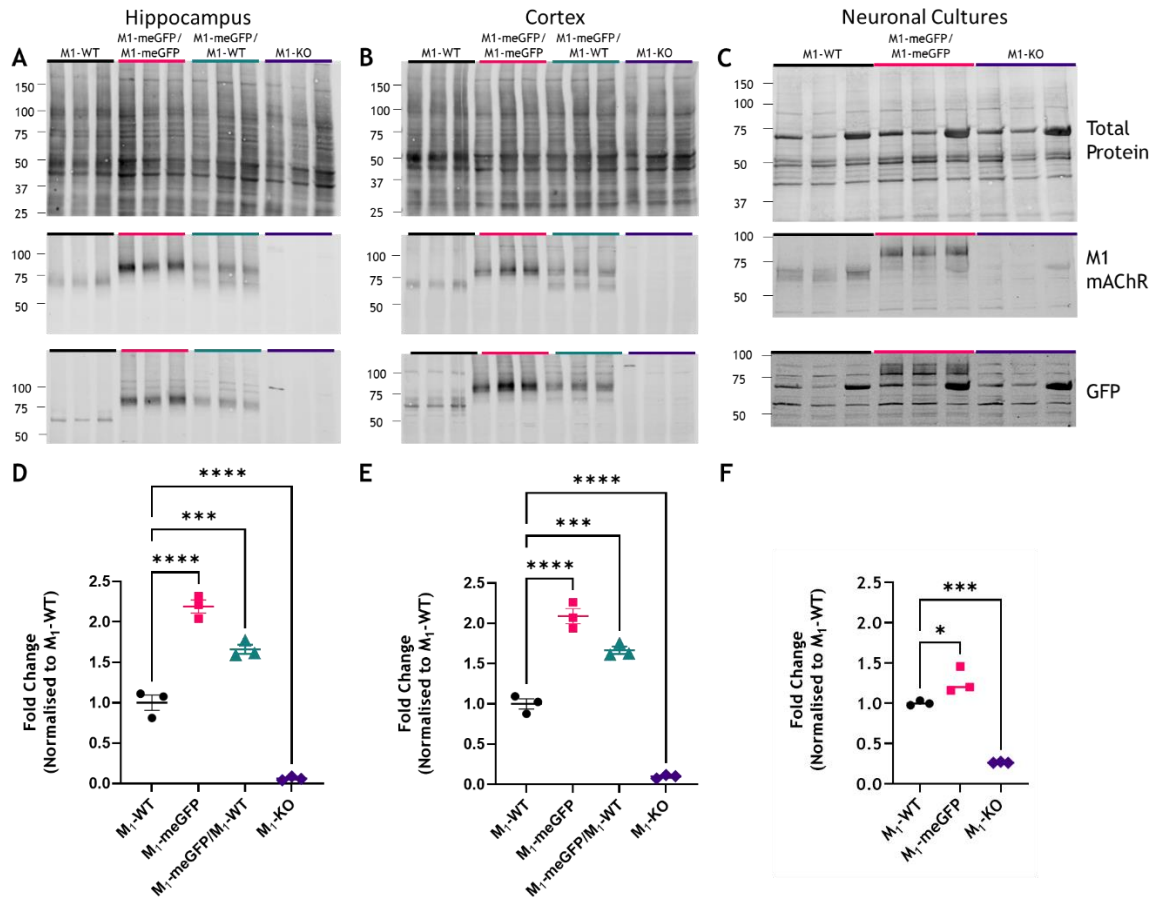 Hippocampus
Cortex
Neuronal Cultures
A
M1-WT
M1-meGFP/
M1-meGFP
M1-meGFP/
M1-WT
M1-KO
150
100
75
50
37
25
100
75
50
100
75
50
B
M1-WT
M1-meGFP/
M1-meGFP
M1-meGFP/
M1-WT
M1-KO
150
100
75
50
37
25
100
75
50
100
75
50
C
M1-WT
M1-meGFP/
M1-meGFP
M1-KO
150
100
75
50
37
Total
Protein
100
75
50
M1
mAChR
100
75
50
GFP
D
****
***
****
Fold Change
(Normalised to M₁-WT)
2.5
2.0
1.5
1.0
0.5
0.0
M₁-WT
M₁-meGFP
M₁-meGFP/M₁-WT
M₁-KO
E
****
***
****
Fold Change
(Normalised to M₁-WT)
2.5
2.0
1.5
1.0
0.5
0.0
M₁-WT
M₁-meGFP
M₁-meGFP/M₁-WT
M₁-KO
F
***
*
Fold Change
(Normalised to M₁-WT)
2.5
2.0
1.5
1.0
0.5
0.0
M₁-WT
M₁-meGFP
M₁-KO